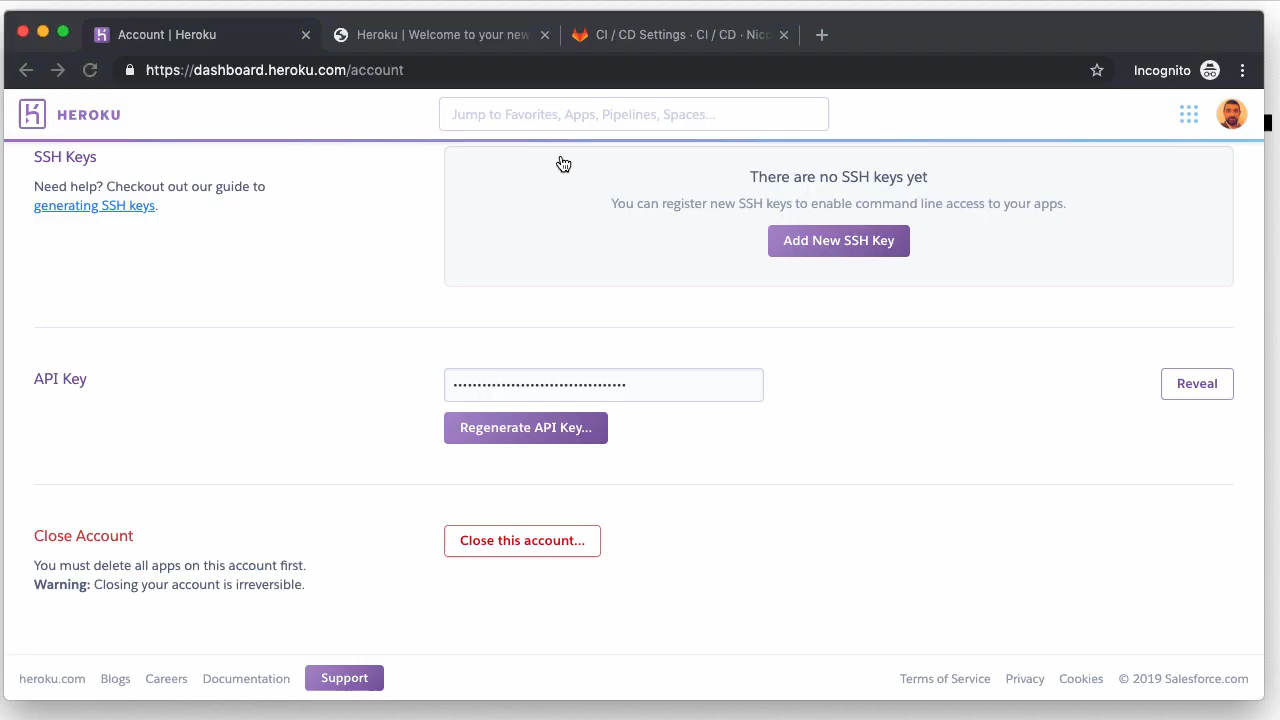 Account | Heroku
Heroku | Welcome to your new
CI / CD Settings · CI / CD · Nico
https://dashboard.heroku.com/account
Incognito
HEROKU
Jump to Favorites, Apps, Pipelines, Spaces...
SSH Keys
Need help? Checkout out our guide to
generating SSH keys.
There are no SSH keys yet
You can register new SSH keys to enable command line access to your apps.
Add New SSH Key
API Key
••••••••••••••••••••••••••••••••••••
Reveal
Regenerate API Key...
Close Account
You must delete all apps on this account first.
Warning: Closing your account is irreversible.
Close this account...
heroku.com
Blogs
Careers
Documentation
Support
Terms of Service
Privacy
Cookies
© 2019 Salesforce.com